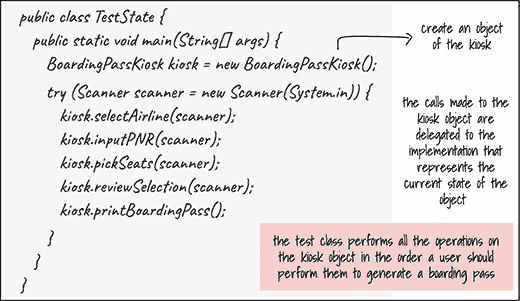 public class TestState {
public static void main(String[] args) {
BoardingPassKiosk kiosk = new BoardingPassKiosk();
try (Scanner scanner = new Scanner(System.in)) {
kiosk.selectAirline(scanner);
kiosk.inputPNR(scanner);
kiosk.pickSeats(scanner);
kiosk.reviewSelection(scanner);
kiosk.printBoardingPass();
}
}
}
create an object
of the kiosk
the calls made to the
kiosk object are
delegated to the
implementation that
represents the
current state of the
object
the test class performs all the operations on
the kiosk object in the order a user should
perform them to generate a boarding pass